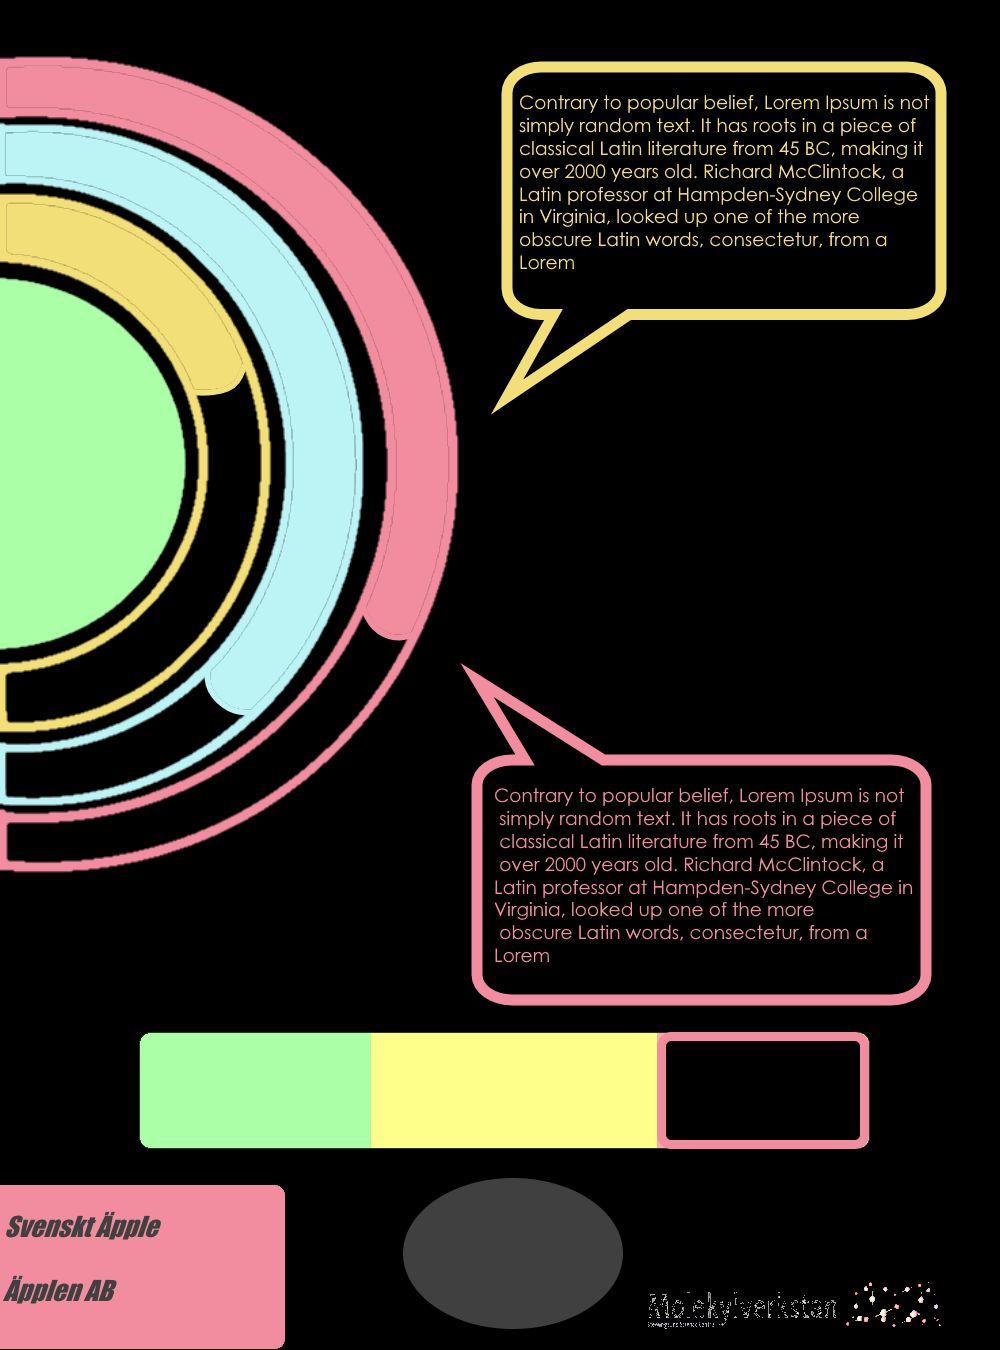 Contrary to popular belief, Lorem Ipsum is not
simply random text. It has roots in a piece of
classical Latin literature from 45 BC, making it
over 2000 years old. Richard McClintock, a
Latin professor at Hampden-Sydney College
in Virginia, looked up one of the more
obscure Latin words, consectetur, from a
Lorem
Contrary to popular belief, Lorem Ipsum is not
simply random text. It has roots in a piece of
classical Latin literature from 45 BC, making it
over 2000 years old. Richard McClintock, a
Latin professor at Hampden-Sydney College in
Virginia, looked up one of the more
obscure Latin words, consectetur, from a
Lorem
Svenskt Äpple
Äpplen AB
Molekylverkstan